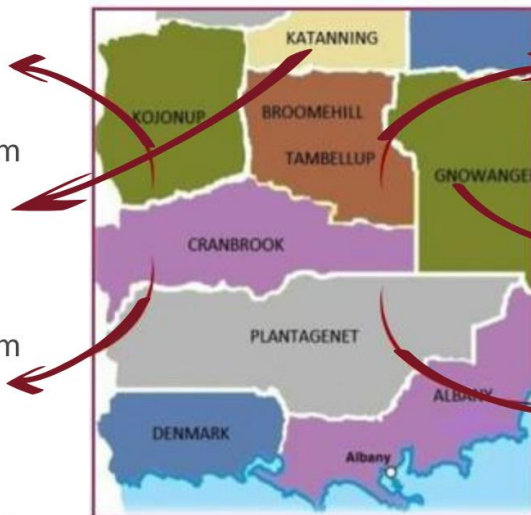 KATANNING
KOJONUP
BROOMEHILL
TAMBELLUP
m
GNOWANGE
CRANBROOK
PLANTAGENET
m
ALBANY
DENMARK
Albany